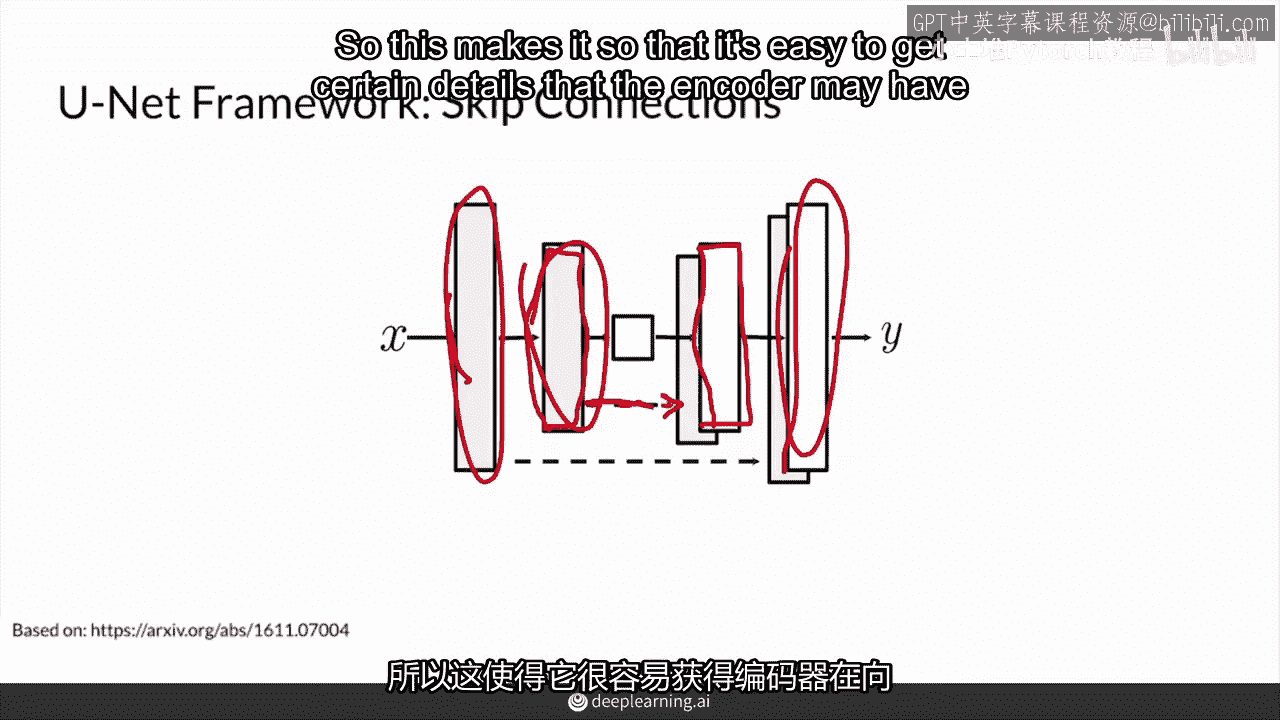 GPT中英字幕课程资源@bilibili.com
So this makes it so that it's easy to get
certain details that the encoder may have
U-Net Framework: Skip Connections
x
y
Based on: https://arxiv.org/abs/1611.07004
所以这使得它很容易获得编码器在向
deeplearning.ai